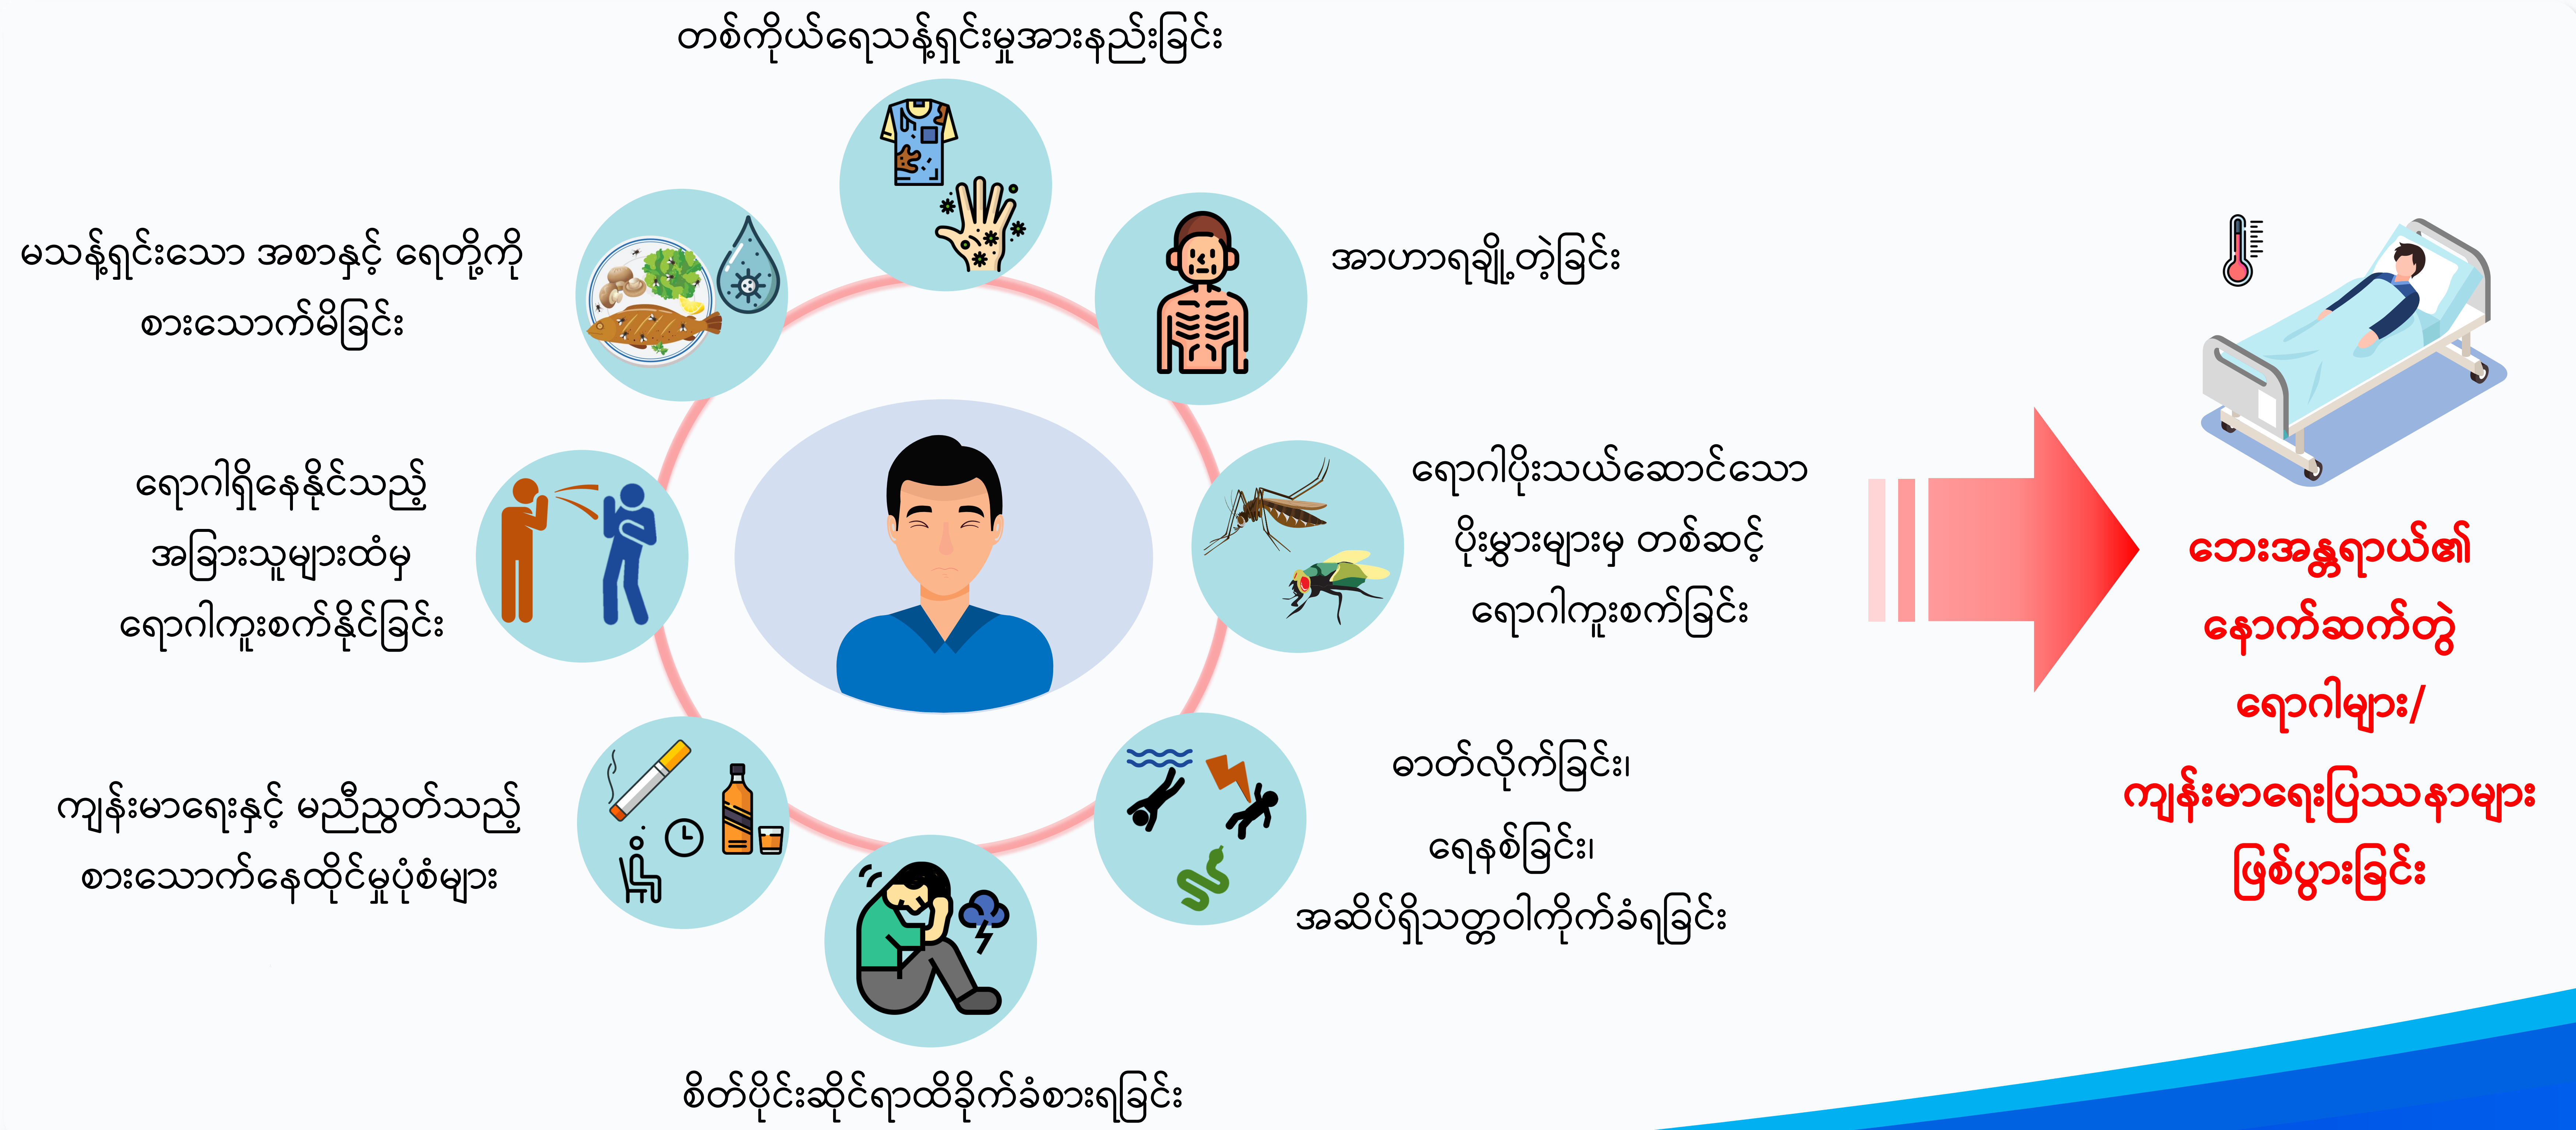 တစ်ကိုယ်ရေသန့်ရှင်းမှုအားနည်းခြင်း
မသန့်ရှင်းသော အစာနှင့် ရေတို့ကို
စားသောက်မိခြင်း
အာဟာရချို့တဲ့ခြင်း
ရောဂါရှိနေနိုင်သည့်
အခြားသူများထံမှ
ရောဂါကူးစက်နိုင်ခြင်း
ရောဂါပိုးသယ်ဆောင်သော
ပိုးမွှားများမှ တစ်ဆင့်
ရောဂါကူးစက်ခြင်း
ကျန်းမာရေးနှင့် မညီညွတ်သည့်
စားသောက်နေထိုင်မှုပုံစံများ
ဓာတ်လိုက်ခြင်း၊
ရေနစ်ခြင်း၊
အဆိပ်ရှိသတ္တဝါကိုက်ခံရခြင်း
စိတ်ပိုင်းဆိုင်ရာထိခိုက်ခံစားရခြင်း
ဘေးအန္တရာယ်၏
နောက်ဆက်တွဲ
ရောဂါများ/
ကျန်းမာရေးပြဿနာများ
ဖြစ်ပွားခြင်း